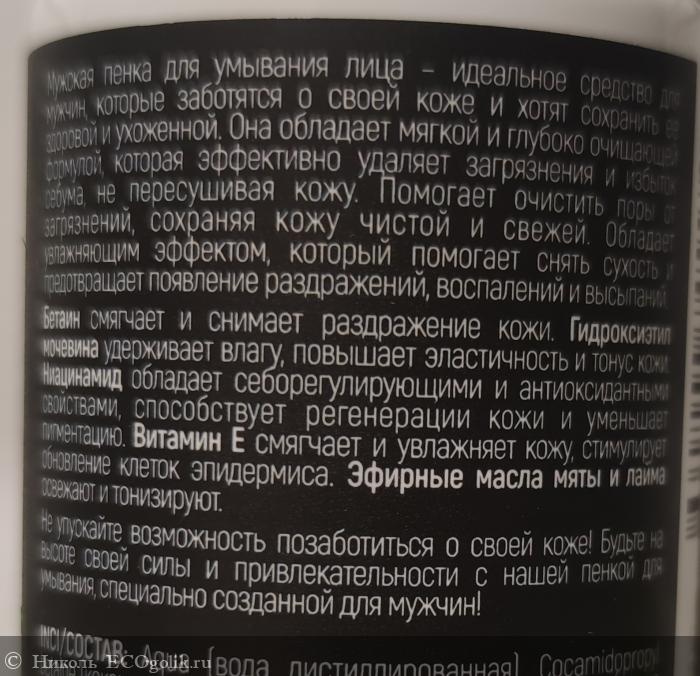 Мужская пенка для умывания лица – идеальное средство для
мужчин, которые заботятся о своей коже и хотят сохранить ее
здоровой и ухоженной. Она обладает мягкой и глубоко очищающей
формулой, которая эффективно удаляет загрязнения и избыток
себума, не пересушивая кожу. Помогает очистить поры от
загрязнений, сохраняя кожу чистой и свежей. Обладает
увлажняющим эффектом, который помогает снять сухость и
предотвращает появление раздражений, воспалений и высыпаний.
Бетаин смягчает и снимает раздражение кожи. Гидроксиэтил
мочевина удерживает влагу, повышает эластичность и тонус кожи.
Ниацинамид обладает себорегулирующими и антиоксидантными
свойствами, способствует регенерации кожи и уменьшает
пигментацию. Витамин Е смягчает и увлажняет кожу, стимулирует
обновление клеток эпидермиса. Эфирные масла мяты и лайма
освежают и тонизируют.
Не упускайте возможность позаботиться о своей коже! Будьте на
высоте своей силы и привлекательности с нашей пенкой для
умывания, специально созданной для мужчин!
INCI/СОСТАВ: Aqua (вода дистиллированная) Cocamidopropyl
© Николь ECOgolik.ru